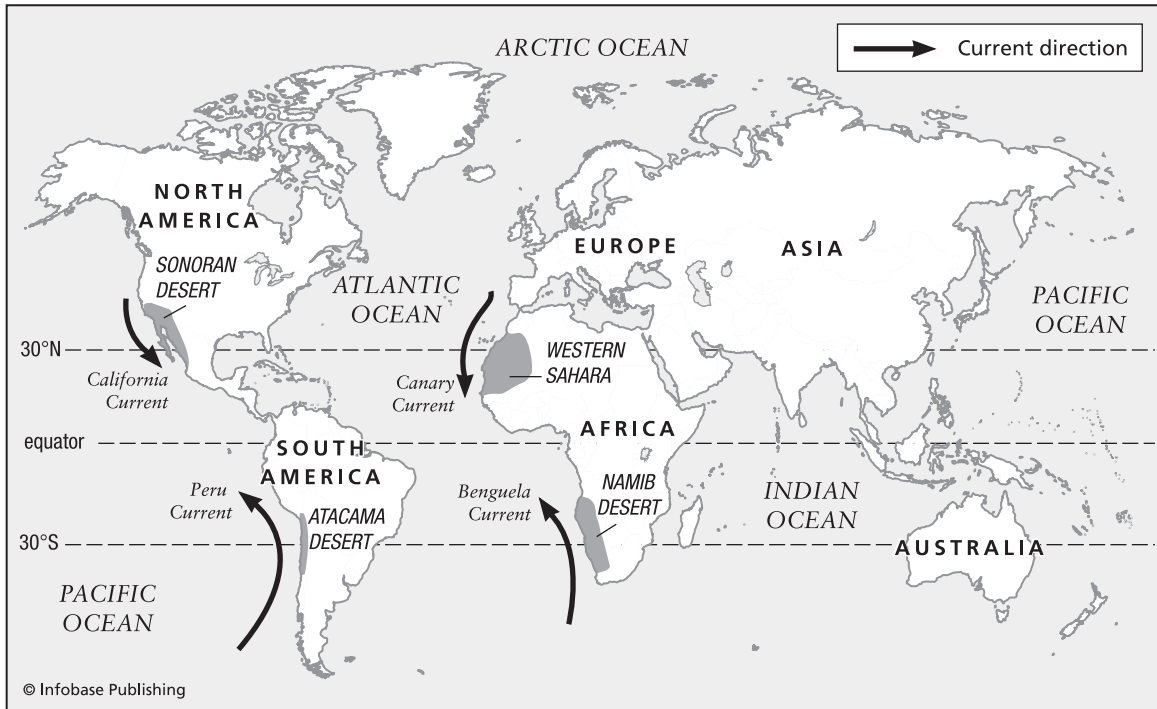 ARCTIC OCEAN
Current direction
NORTH
AMERICA
EUROPE
ASIA
SONORAN
DESERT
ATLANTIC
OCEAN
PACIFIC
OCEAN
30°N
WESTERN
SAHARA
California
Current
Canary
Current
AFRICA
equator
SOUTH
AMERICA
Peru
Current
Benguela
Current
NAMIB
DESERT
INDIAN
OCEAN
ATACAMA
DESERT
30°S
AUSTRALIA
PACIFIC
OCEAN
© Infobase Publishing